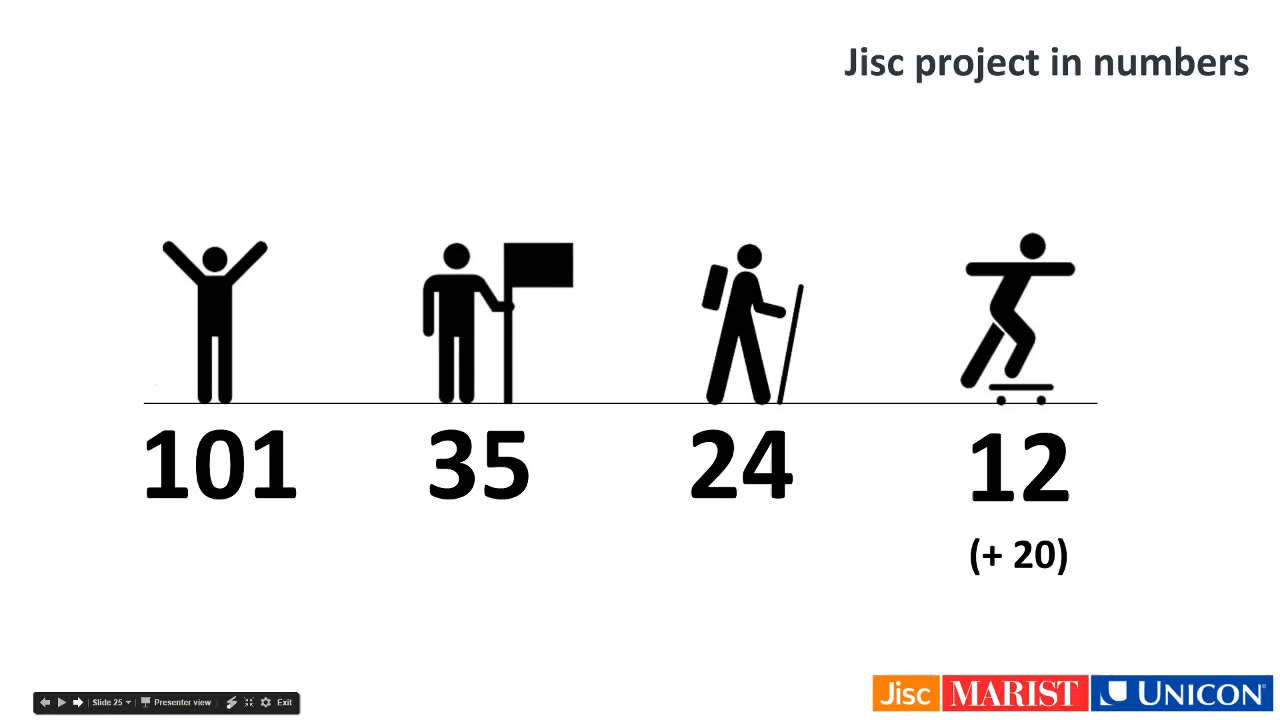 Jisc project in numbers
101 35 24 12
(+ 20)
Slide 25 Presenter view Exit
Jisc MARIST UNICON®